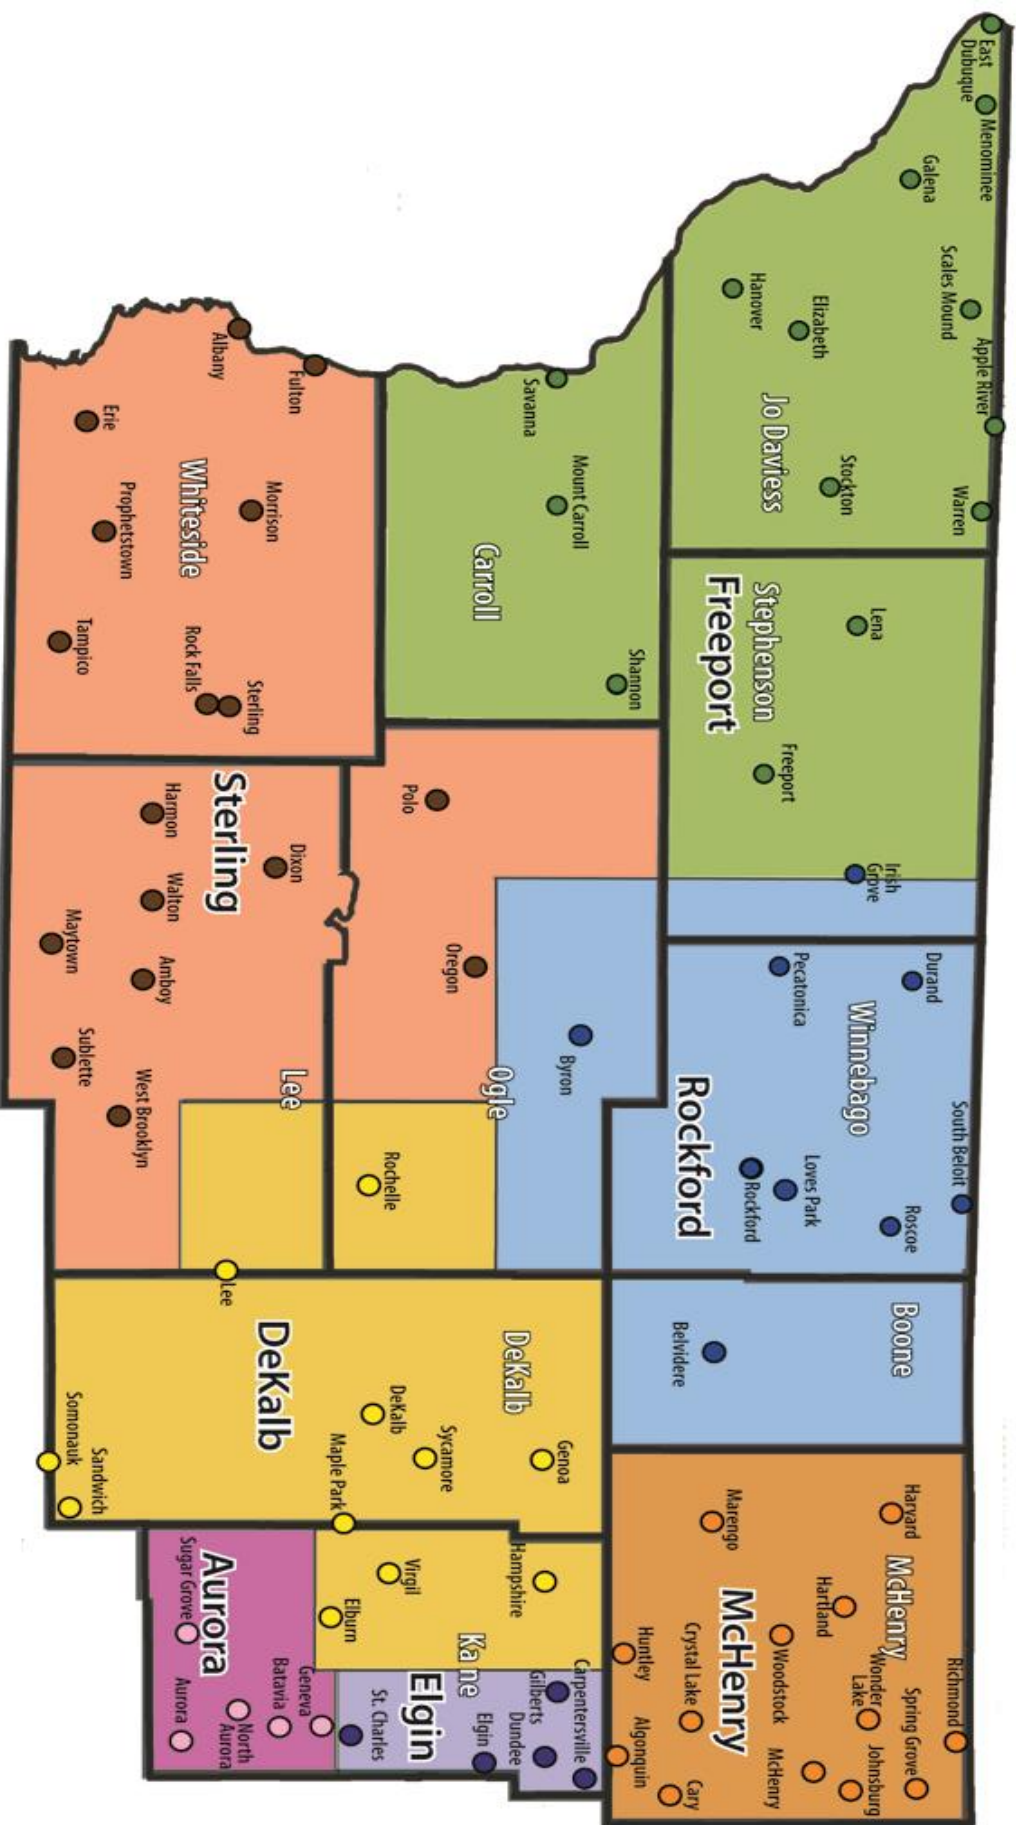 East
Dubuque
Menominee
Galena
Scales Mound
Apple River
Warren
Hanover
Elizabeth
Stockton
Jo Daviess
Lena
Stephenson
Freeport
Freeport
Irish
Grove
Durand
Pecatonica
Winnebago
South Beloit
Roscoe
Loves Park
Rockford
Rockford
Boone
Belvidere
Harvard
Marengo
McHenry
Hartland
McHenry
Richmond
Spring Grove
Wonder
Lake
Johnsburg
Woodstock
McHenry
Crystal Lake
Cary
Huntley
Algonquin
Savanna
Mount Carroll
Carroll
Shannon
Polo
Oregon
Byron
Ogle
Rochelle
DeKalb
Genoa
Sycamore
DeKalb
DeKalb
Maple Park
Lee
Somonauk
Sandwich
Hampshire
Virgil
Elburn
Kane
Carpentersville
Gilberts
Dundee
Elgin
Elgin
St. Charles
Geneva
Batavia
North
Aurora
Aurora
Sugar Grove
Aurora
Fulton
Albany
Erie
Morrison
Whiteside
Prophetstown
Tampico
Rock Falls
Sterling
Sterling
Dixon
Harmon
Walton
Amboy
Maytown
Sublette
West Brooklyn
Lee